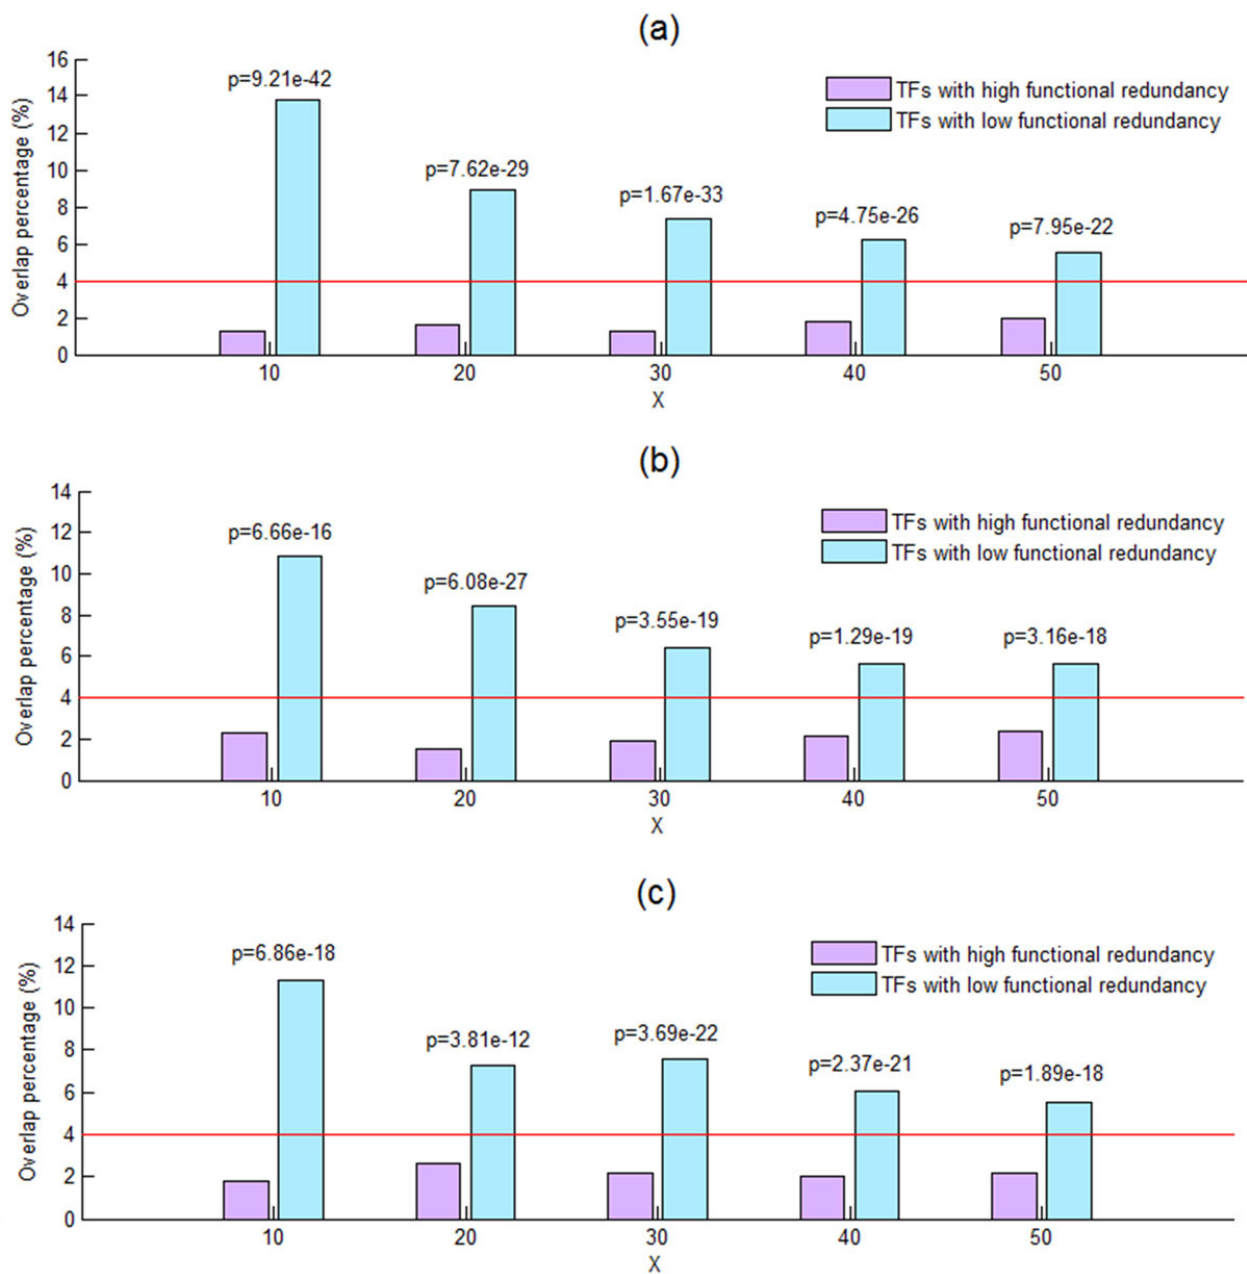 (a)
Overlap percentage (%)
16
14
12
10
8
6
4
2
0
p=9.21e-42
p=7.62e-29
p=1.67e-33
p=4.75e-26
p=7.95e-22
TFs with high functional redundancy
TFs with low functional redundancy
10 20 30 40 50
X
(b)
Overlap percentage (%)
14
12
10
8
6
4
2
0
p=6.66e-16
p=6.08e-27
p=3.55e-19
p=1.29e-19
p=3.16e-18
TFs with high functional redundancy
TFs with low functional redundancy
10 20 30 40 50
X
(c)
Overlap percentage (%)
14
12
10
8
6
4
2
0
p=6.86e-18
p=3.81e-12
p=3.69e-22
p=2.37e-21
p=1.89e-18
TFs with high functional redundancy
TFs with low functional redundancy
10 20 30 40 50
X